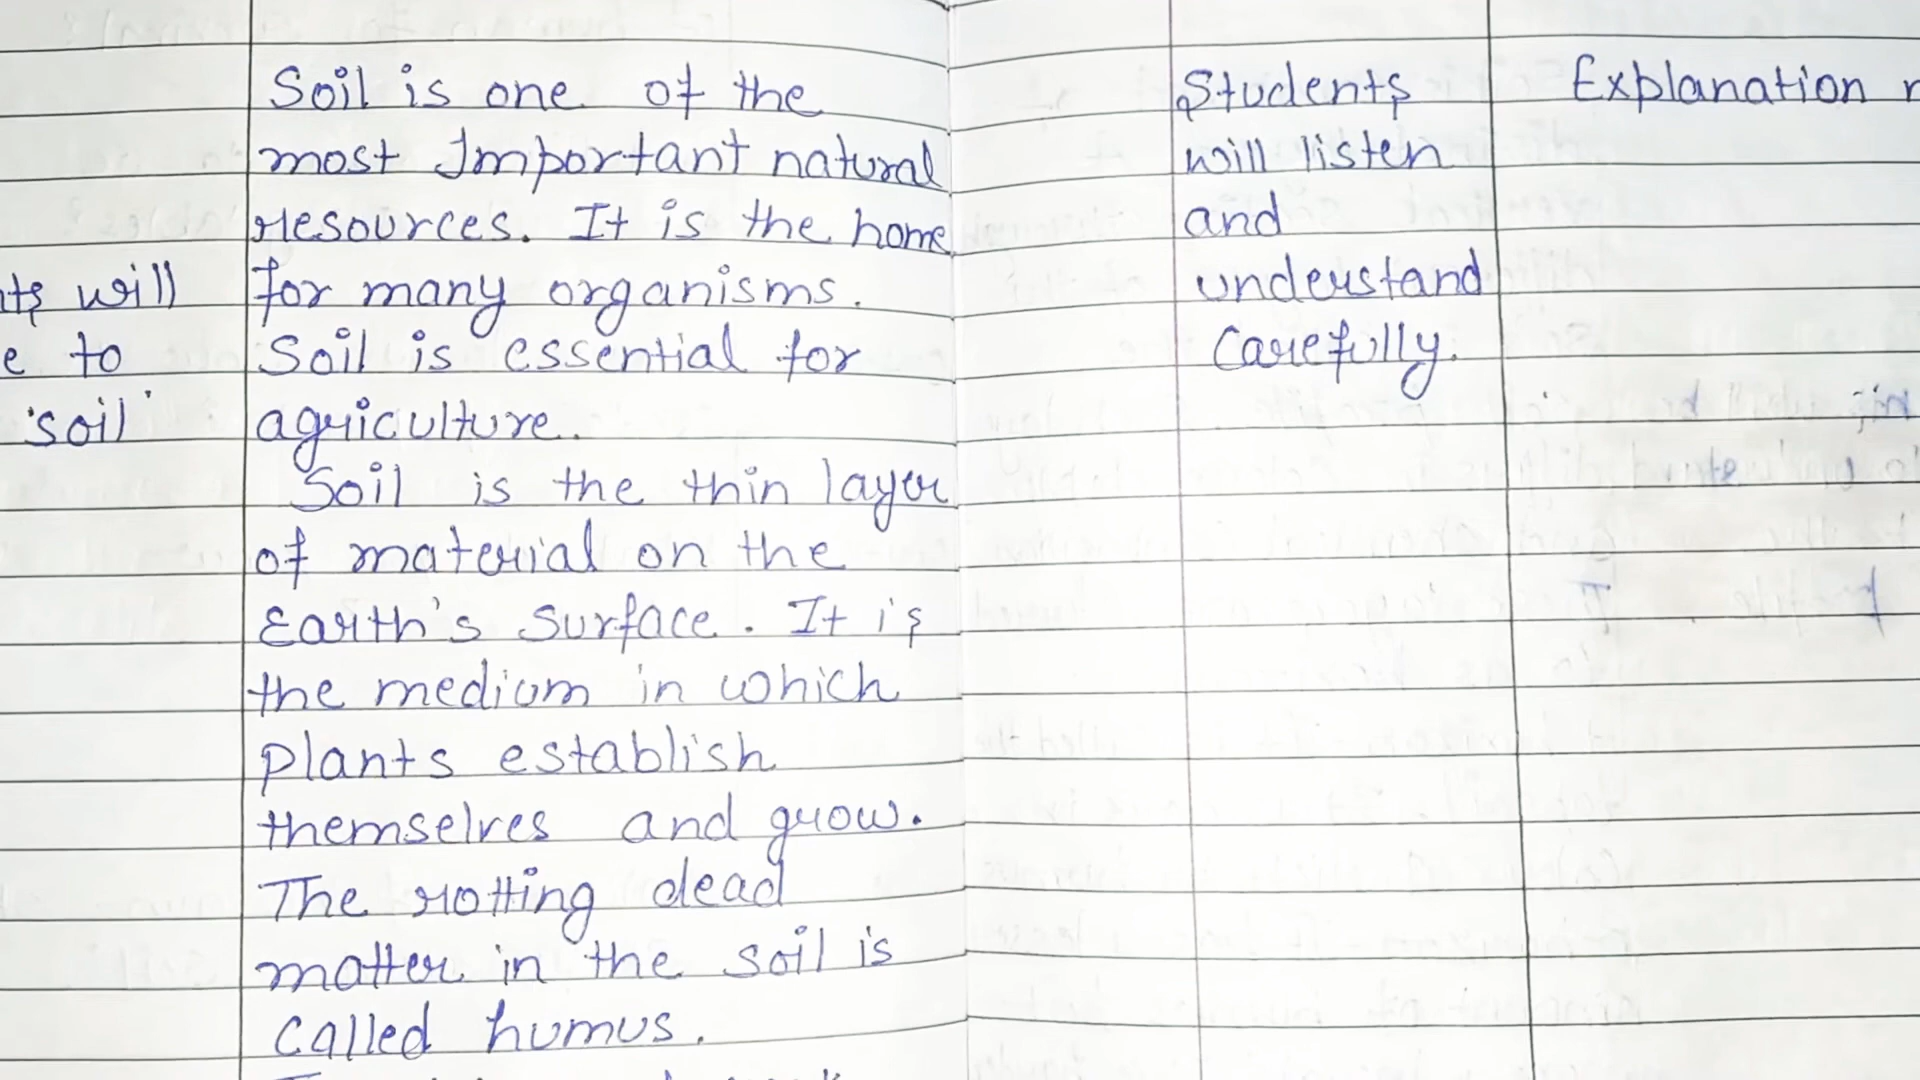 Soil is one of the
most Important natural
resources. It is the home
for many organisms.
Soil is essential for
agriculture.
Soil is the thin layer
of material on the
Earth's surface. It is
the medium in which
plants establish
themselves and grow.
The rotting dead
matter in the soil is
called humus.
will
to
'soil'
Students
will listen
and
understand
Carefully.
Explanation